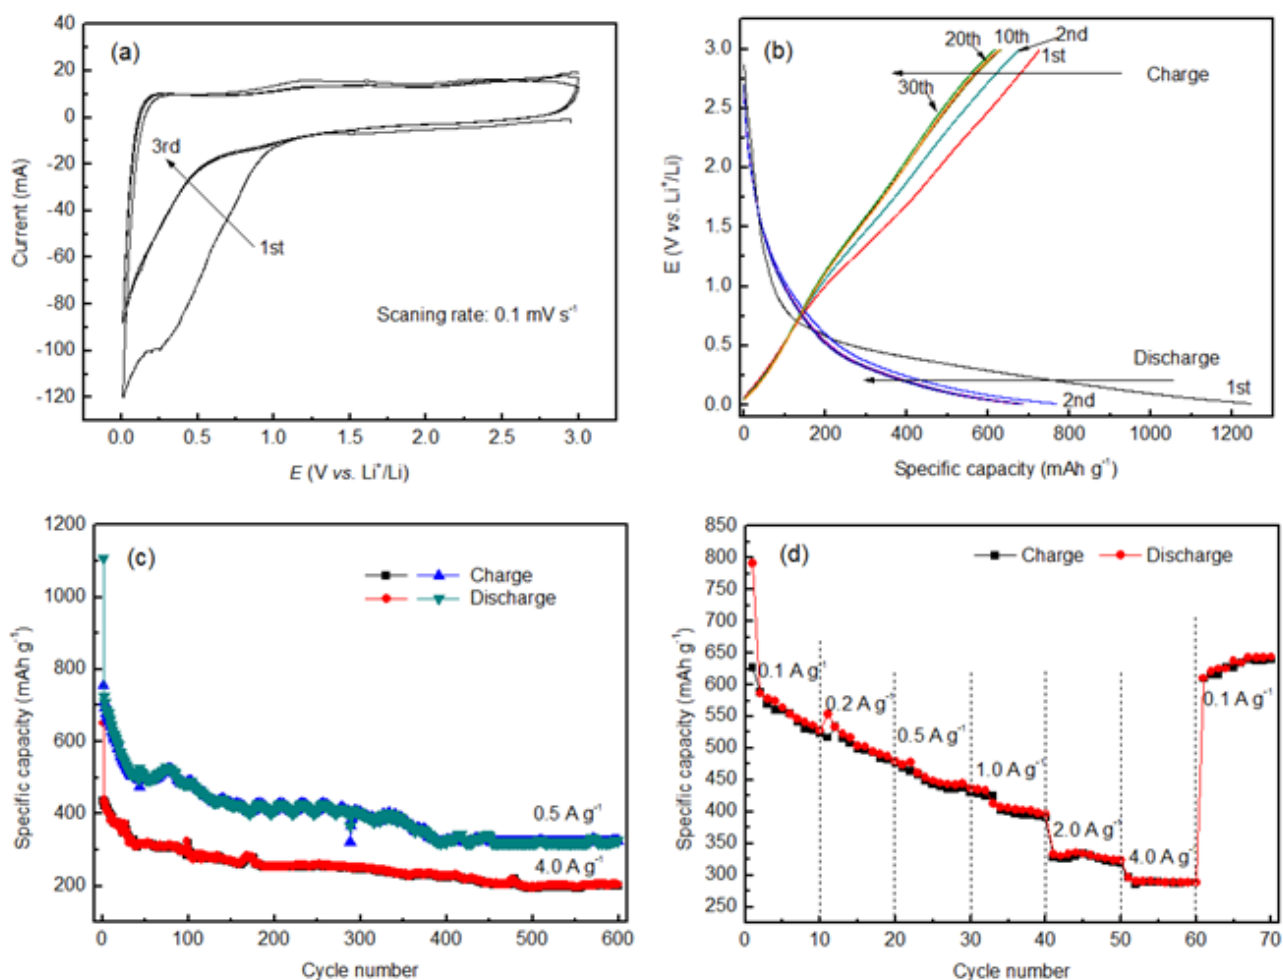 (a)
40
20
0
-20
-40
-60
-80
-100
-120
Current (mA)
3rd
1st
Scaning rate: 0.1 mV s⁻¹
0.0 0.5 1.0 1.5 2.0 2.5 3.0
E (V vs. Li⁺/Li)
(b)
3.0
2.5
2.0
1.5
1.0
0.5
0.0
E (V vs. Li⁺/Li)
20th 10th 2nd
1st
30th
Charge
Discharge
1st
2nd
0 200 400 600 800 1000 1200
Specific capacity (mAh g⁻¹)
(c)
1200
1000
800
600
400
200
Specific capacity (mAh g⁻¹)
Charge
Discharge
0.5 A g⁻¹
4.0 A g⁻¹
0 100 200 300 400 500 600
Cycle number
(d)
850
800
750
700
650
600
550
500
450
400
350
300
250
Specific capacity (mAh g⁻¹)
Charge Discharge
0.1 A g⁻¹
0.2 A g⁻¹
0.5 A g⁻¹
1.0 A g⁻¹
2.0 A g⁻¹
4.0 A g⁻¹
0.1 A g⁻¹
0 10 20 30 40 50 60 70
Cycle number